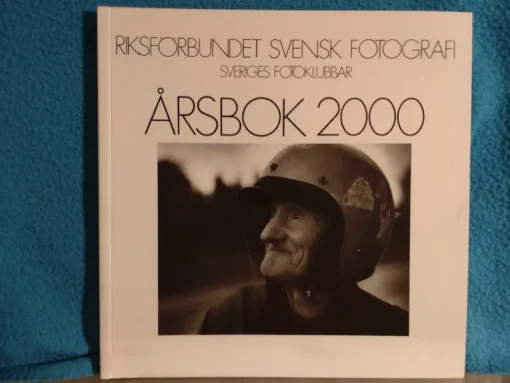 RIKSFÖRBUNDET SVENSK FOTOGRAFI
SVERIGES FOTOKLUBBAR
ÅRSBOK 2000